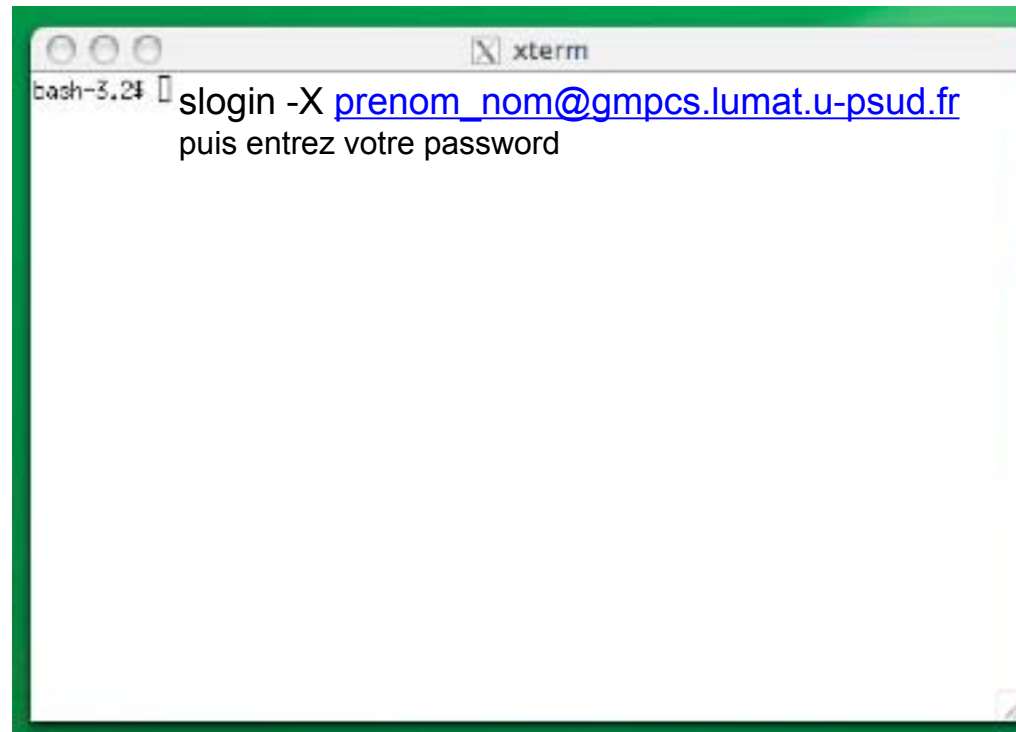 xterm
bash-3.2$ slogin -X prenom_nom@gmpcs.lumat.u-psud.fr
puis entrez votre password